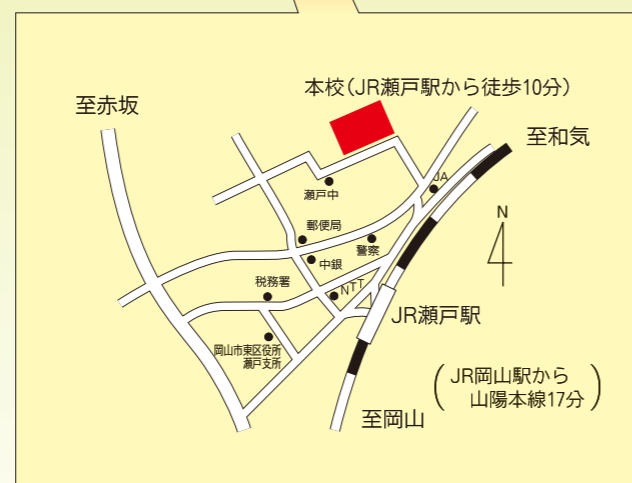 本校（JR瀬戸駅から徒歩10分）
至赤坂
至和気
JA
瀬戸中
N
郵便局
警察
中銀
税務署
NTT
JR瀬戸駅
岡山市東区役所
瀬戸支所
JR岡山駅から
山陽本線17分
至岡山